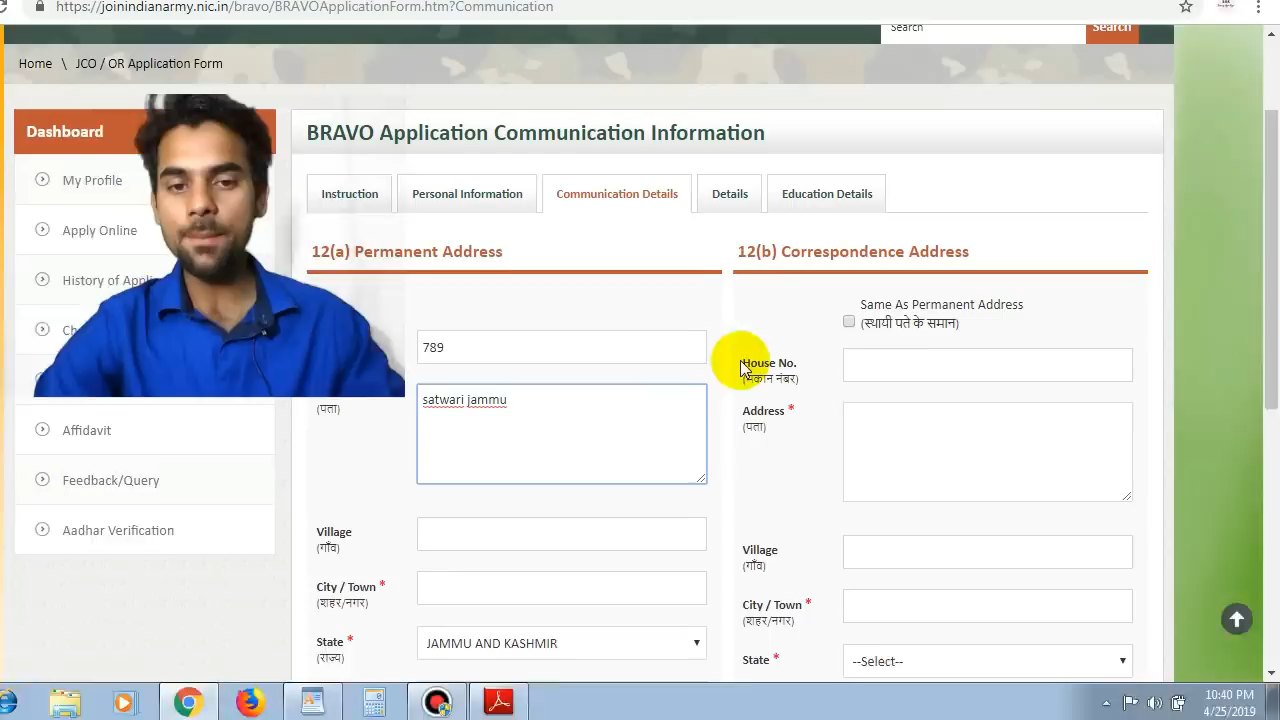 https://joinindianarmy.nic.in/bravo/BRAVOApplicationForm.htm?Communication
Search
Search
Home \ JCO / OR Application Form
Dashboard
My Profile
Apply Online
History of
Affidavit
Feedback/Query
Aadhar Verification
BRAVO Application Communication Information
Instruction
Personal Information
Communication Details
Details
Education Details
12(a) Permanent Address
789
(पता)
satwari jammu
Village
(गाँव)
City / Town *
(शहर/नगर)
State *
(राज्य)
JAMMU AND KASHMIR
12(b) Correspondence Address
Same As Permanent Address
(स्थायी पते के समान)
House No.
(मकान नंबर)
Address *
(पता)
Village
(गाँव)
City / Town *
(शहर/नगर)
State *
--Select--
10:40 PM
4/25/2019